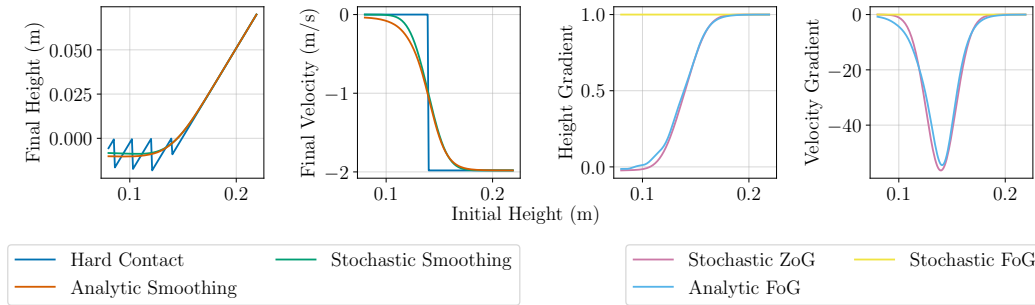 Final Height (m)
0.050
0.025
0.000
0.1
0.2
Final Velocity (m/s)
0
−1
−2
0.1
0.2
Height Gradient
1.0
0.5
0.0
0.1
0.2
Velocity Gradient
0
−20
−40
0.1
0.2
Initial Height (m)
Hard Contact
Analytic Smoothing
Stochastic Smoothing
Stochastic ZoG
Analytic FoG
Stochastic FoG